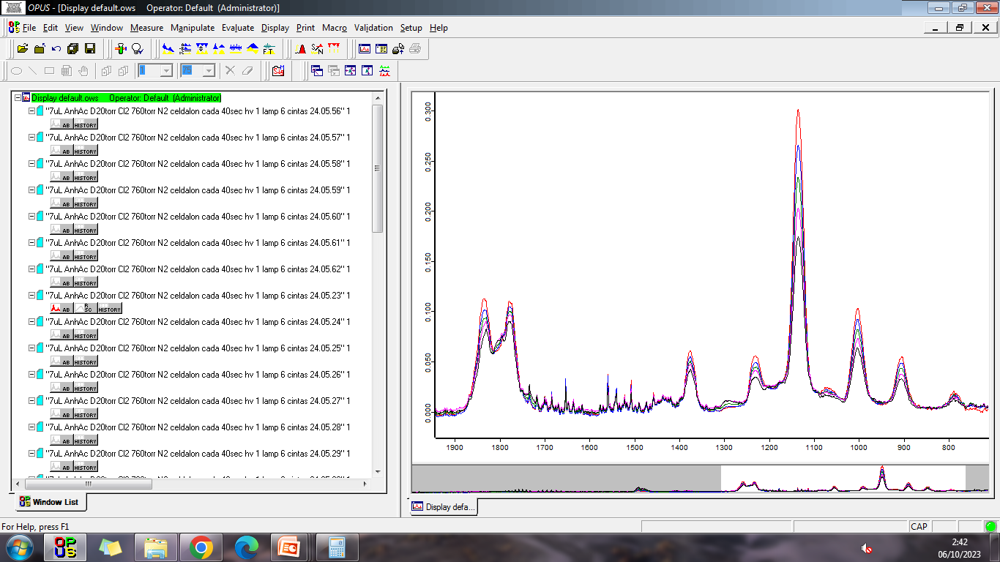 OPUS - [Display default.ows    Operator: Default  (Administrator)]
File Edit View Window Measure Manipulate Evaluate Display Print Macro Validation Setup Help
Display default.ows    Operator: Default  (Administrator)
"7uL AnhAc D20torr Cl2 760torr N2 celdalon cada 40sec hv 1 lamp 6 cintas 24.05.56" 1
AB HISTORY
"7uL AnhAc D20torr Cl2 760torr N2 celdalon cada 40sec hv 1 lamp 6 cintas 24.05.57" 1
AB HISTORY
"7uL AnhAc D20torr Cl2 760torr N2 celdalon cada 40sec hv 1 lamp 6 cintas 24.05.58" 1
AB HISTORY
"7uL AnhAc D20torr Cl2 760torr N2 celdalon cada 40sec hv 1 lamp 6 cintas 24.05.59" 1
AB HISTORY
"7uL AnhAc D20torr Cl2 760torr N2 celdalon cada 40sec hv 1 lamp 6 cintas 24.05.60" 1
AB HISTORY
"7uL AnhAc D20torr Cl2 760torr N2 celdalon cada 40sec hv 1 lamp 6 cintas 24.05.61" 1
AB HISTORY
"7uL AnhAc D20torr Cl2 760torr N2 celdalon cada 40sec hv 1 lamp 6 cintas 24.05.62" 1
AB HISTORY
"7uL AnhAc D20torr Cl2 760torr N2 celdalon cada 40sec hv 1 lamp 6 cintas 24.05.23" 1
AB R SC HISTORY
"7uL AnhAc D20torr Cl2 760torr N2 celdalon cada 40sec hv 1 lamp 6 cintas 24.05.24" 1
AB HISTORY
"7uL AnhAc D20torr Cl2 760torr N2 celdalon cada 40sec hv 1 lamp 6 cintas 24.05.25" 1
AB HISTORY
"7uL AnhAc D20torr Cl2 760torr N2 celdalon cada 40sec hv 1 lamp 6 cintas 24.05.26" 1
AB HISTORY
"7uL AnhAc D20torr Cl2 760torr N2 celdalon cada 40sec hv 1 lamp 6 cintas 24.05.27" 1
AB HISTORY
"7uL AnhAc D20torr Cl2 760torr N2 celdalon cada 40sec hv 1 lamp 6 cintas 24.05.28" 1
AB HISTORY
"7uL AnhAc D20torr Cl2 760torr N2 celdalon cada 40sec hv 1 lamp 6 cintas 24.05.29" 1
AB HISTORY
Window List
0.300
0.250
0.200
0.150
0.100
0.050
0.000
1900 1800 1700 1600 1500 1400 1300 1200 1100 1000 900 800
Display defa...
For Help, press F1
CAP
2:42
06/10/2023